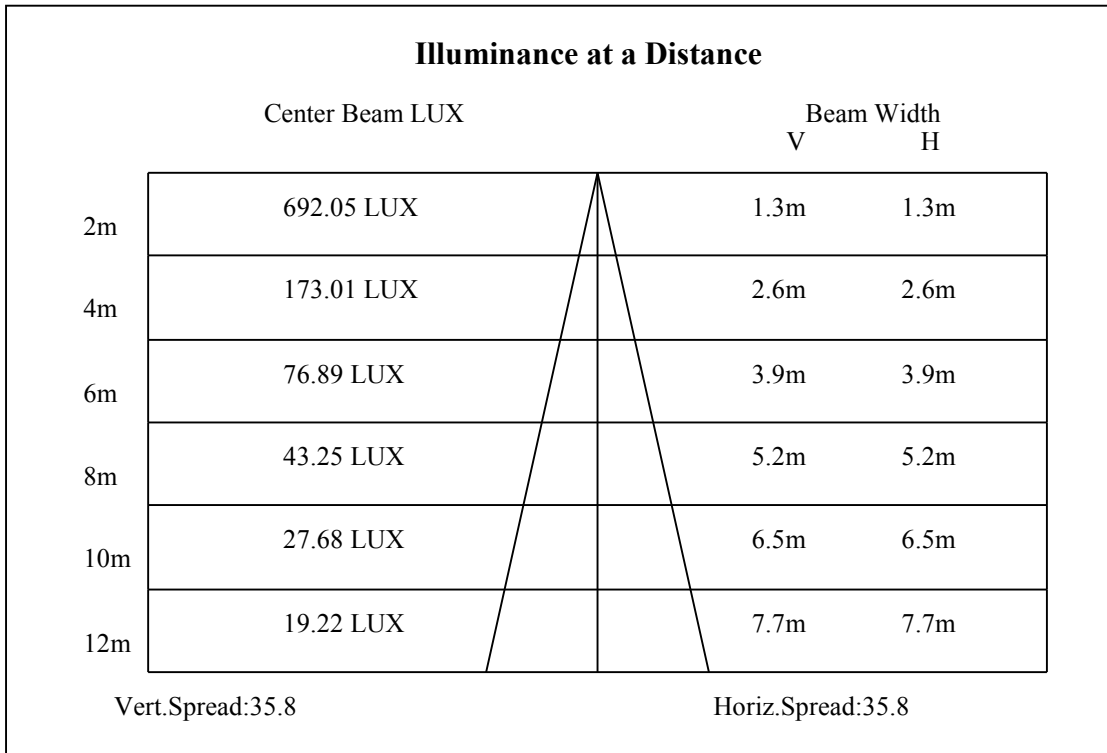 Illuminance at a Distance
Center Beam LUX Beam Width
V H
2m 692.05 LUX 1.3m 1.3m
4m 173.01 LUX 2.6m 2.6m
6m 76.89 LUX 3.9m 3.9m
8m 43.25 LUX 5.2m 5.2m
10m 27.68 LUX 6.5m 6.5m
12m 19.22 LUX 7.7m 7.7m
Vert.Spread:35.8 Horiz.Spread:35.8